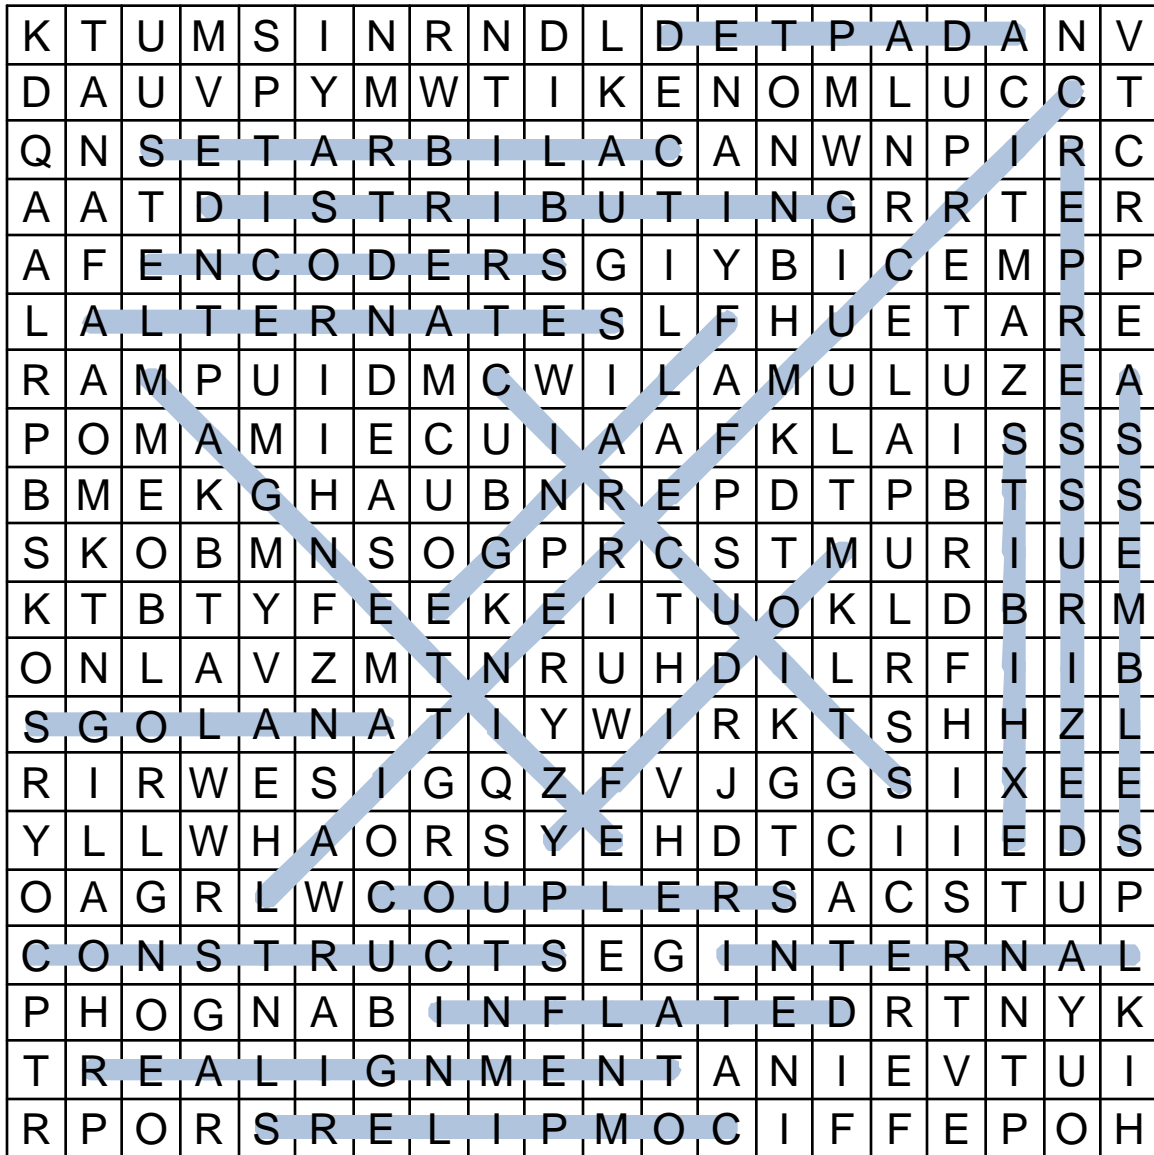 K T U M S I N R N D L D E T P A D A N V
D A U V P Y M W T I K E N O M L U C C T
Q N S E T A R B I L A C A N W N P I R C
A A T D I S T R I B U T I N G R R T E R
A F E N C O D E R S G I Y B I C E M P P
L A L T E R N A T E S L F H U E T A R E
R A M P U I D M C W I L A M U L U Z E A
P O M A M I E C U I A A F K L A I S S S
B M E K G H A U B N R E P D T P B T S S
S K O B M N S O G P R C S T M U R I U E
K T B T Y F E E K E I T U O K L D B R M
O N L A V Z M T N R U H D I L R F I I B
S G O L A N A T I Y W I R K T S H H Z L
R I R W E S I G Q Z F V J G G S I X E E
Y L L W H A O R S Y E H D T C I I E D S
O A G R L W C O U P L E R S A C S T U P
C O N S T R U C T S E G I N T E R N A L
P H O G N A B I N F L A T E D R T N Y K
T R E A L I G N M E N T A N I E V T U I
R P O R S R E L I P M O C I F F E P O H